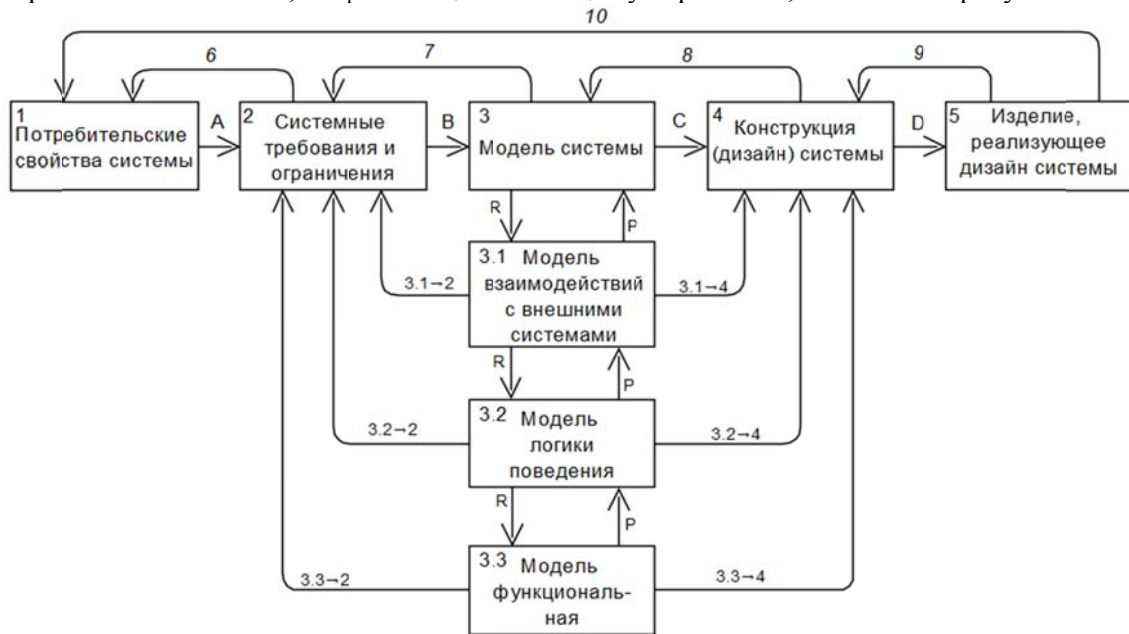 10
6
7
8
9
1
Потребительские
свойства системы
A
2
Системные
требования и
ограничения
B
3
Модель системы
C
4
Конструкция
(дизайн) системы
D
5
Изделие,
реализующее
дизайн системы
R
P
3.1 Модель
взаимодействий
с внешними
системами
3.1→2
3.1→4
R
P
3.2 Модель
логики
поведения
3.2→2
3.2→4
R
P
3.3 Модель
функциональ-
ная
3.3→2
3.3→4